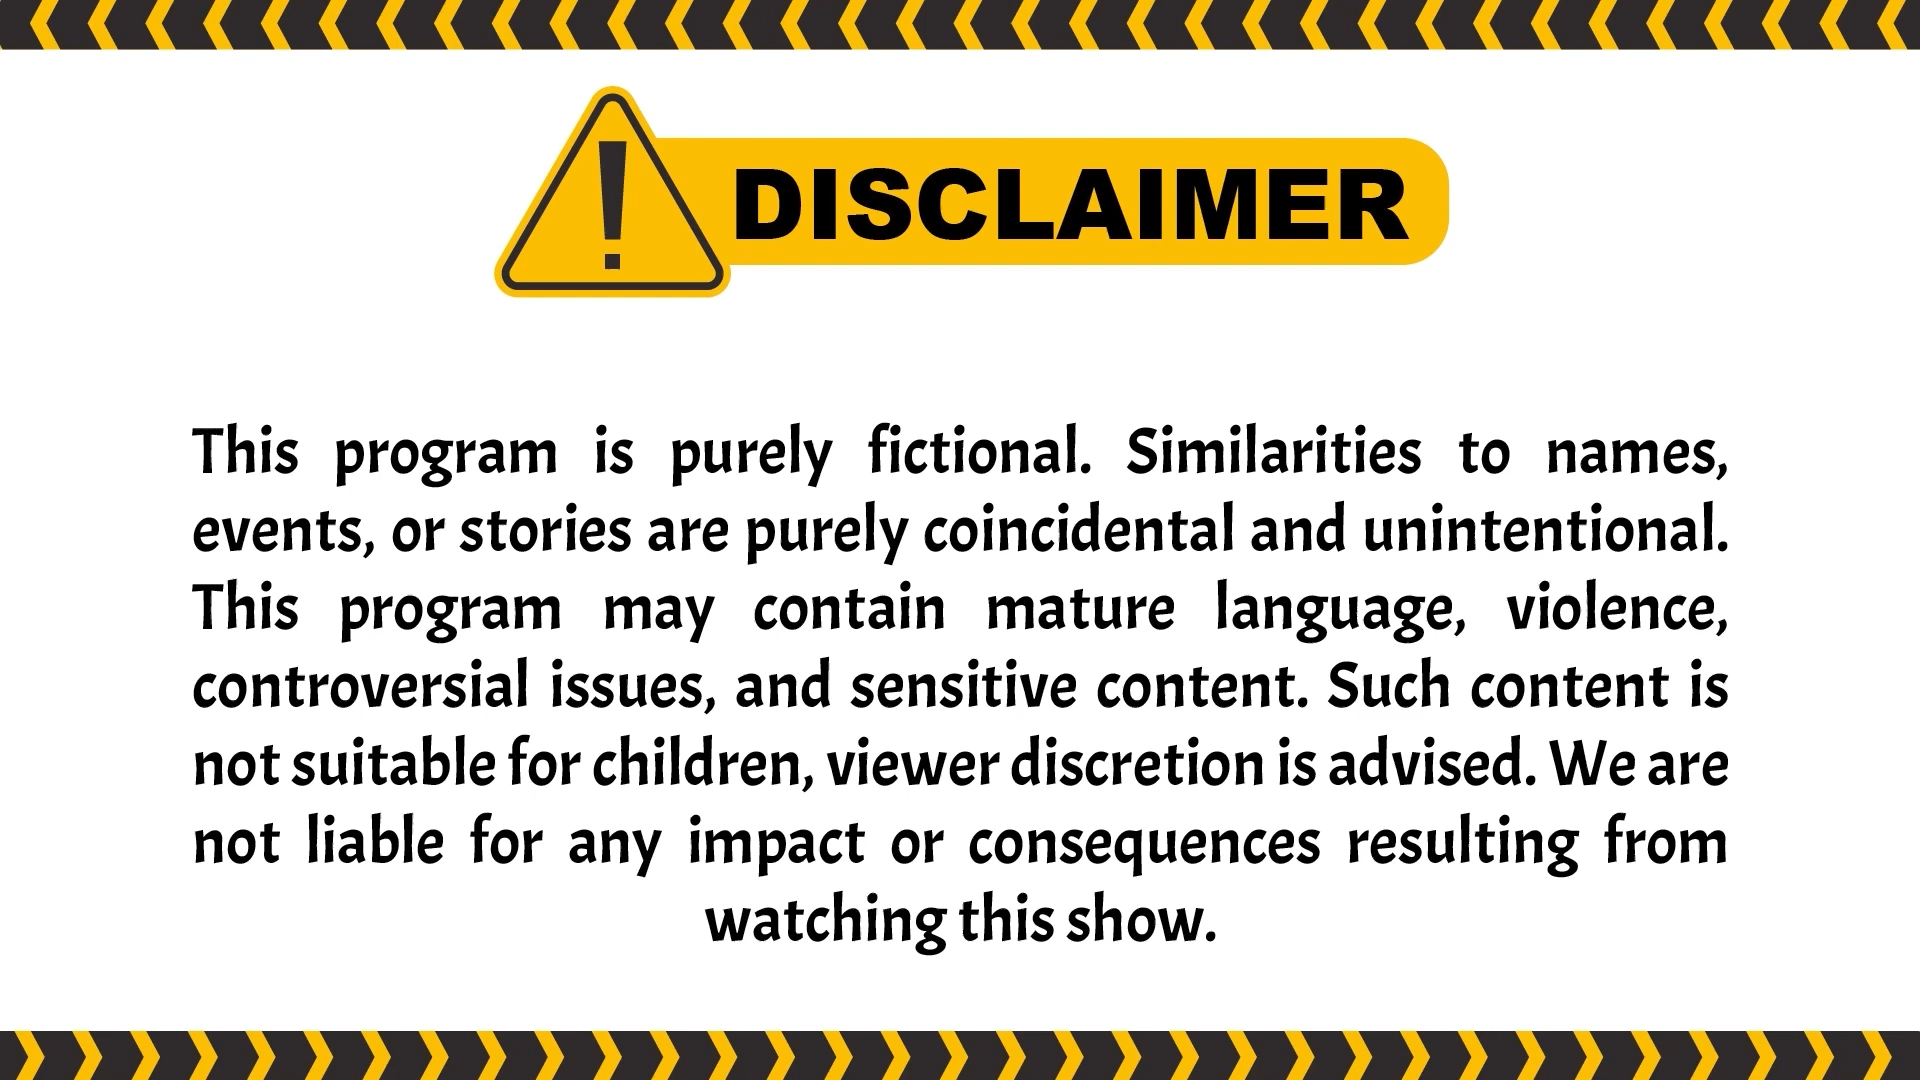 DISCLAIMER
This program is purely fictional. Similarities to names,
events, or stories are purely coincidental and unintentional.
This program may contain mature language, violence,
controversial issues, and sensitive content. Such content is
not suitable for children, viewer discretion is advised. We are
not liable for any impact or consequences resulting from
watching this show.